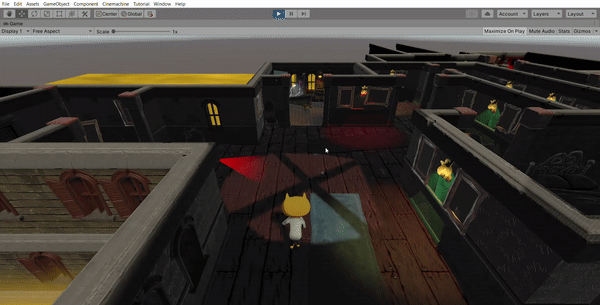 File Edit Assets GameObject Component Cinemachine Tutorial Window Help
Center Global Account Layers Layout
Game
Display 1 Free Aspect Scale 1x Maximize On Play Mute Audio Stats Gizmos